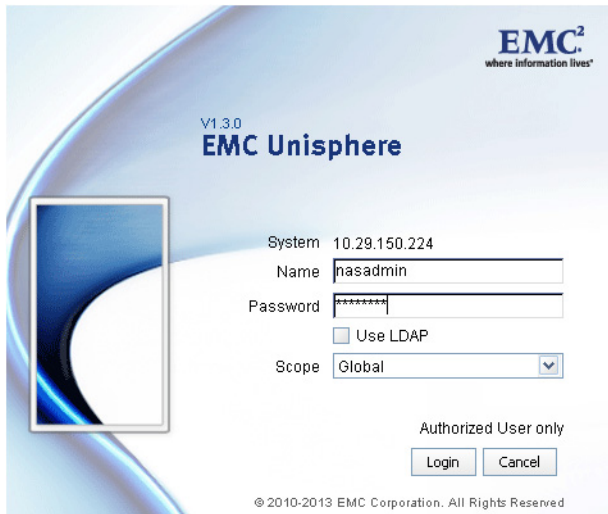 EMC²
where information lives®
V1.3.0
EMC Unisphere
System 10.29.150.224
Name nasadmin
Password ********
Use LDAP
Scope Global
Authorized User only
Login Cancel
© 2010-2013 EMC Corporation. All Rights Reserved